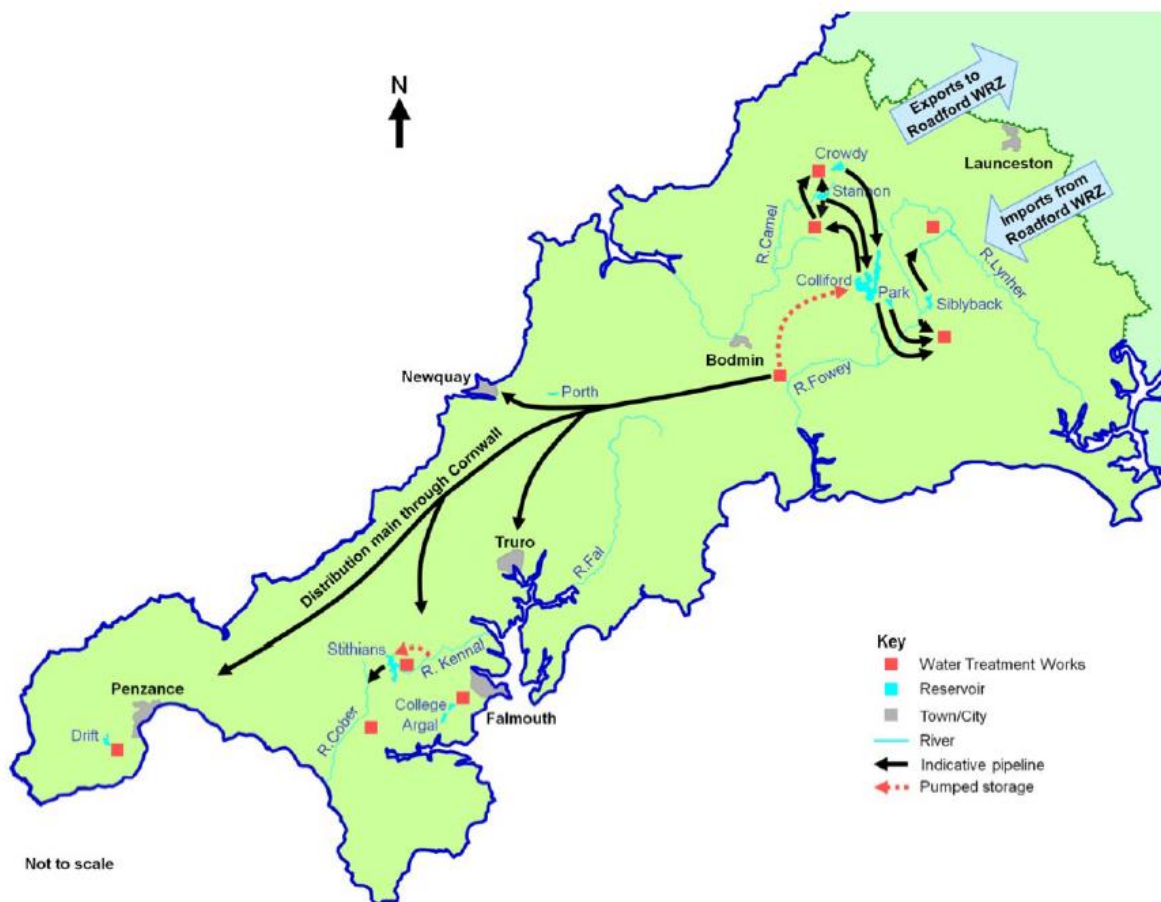 N
Exports to
Roadford WRZ
Launceston
Crowdy
Stannon
Imports from
Roadford WRZ
R.Camel
R.Lynher
Colliford
Park
Siblyback
Bodmin
R.Fowey
Newquay
Porth
Distribution main through Cornwall
Truro
R.Fal
Stithians
R. Kennal
Penzance
College
Argal
Falmouth
Drift
R.Cober
Not to scale
Key
Water Treatment Works
Reservoir
Town/City
River
Indicative pipeline
Pumped storage